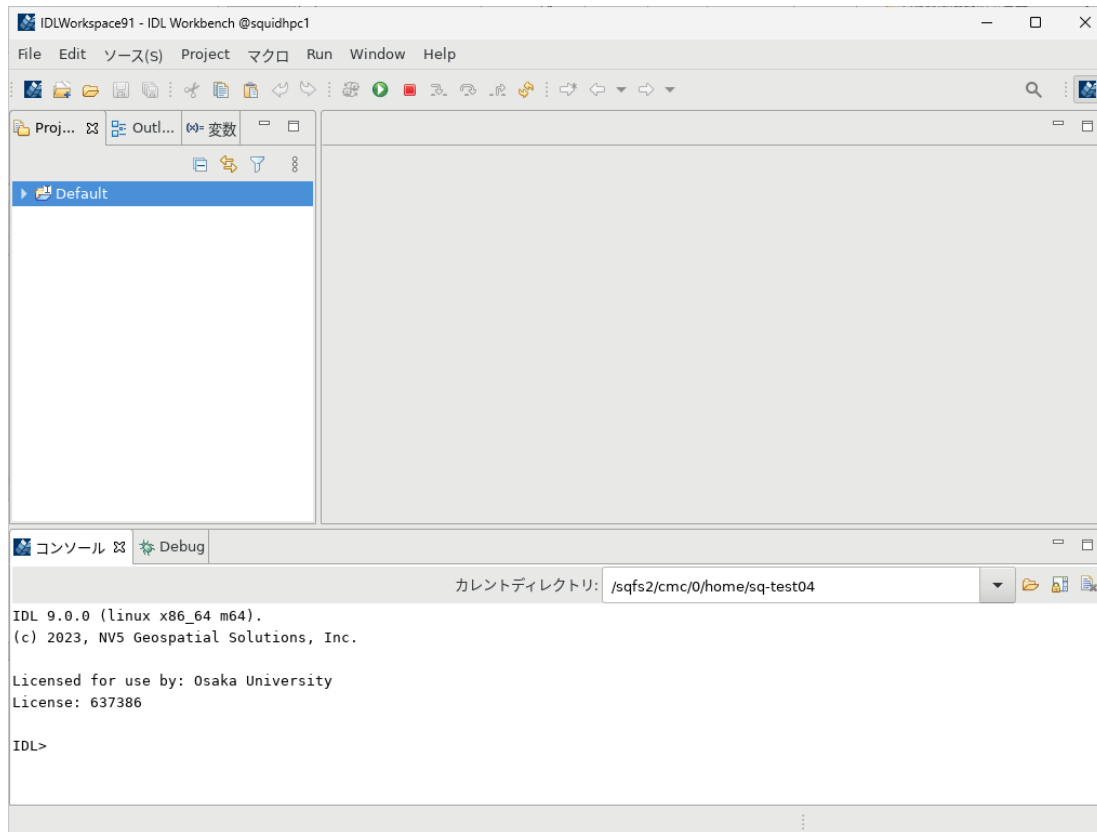 IDLWorkspace91 - IDL Workbench @squidhpc1
File Edit ソース(S) Project マクロ Run Window Help
Proj... Outl... (x)= 変数
Default
コンソール Debug
カレントディレクトリ: /sqfs2/cmc/0/home/sq-test04
IDL 9.0.0 (linux x86_64 m64).
(c) 2023, NV5 Geospatial Solutions, Inc.
Licensed for use by: Osaka University
License: 637386
IDL>